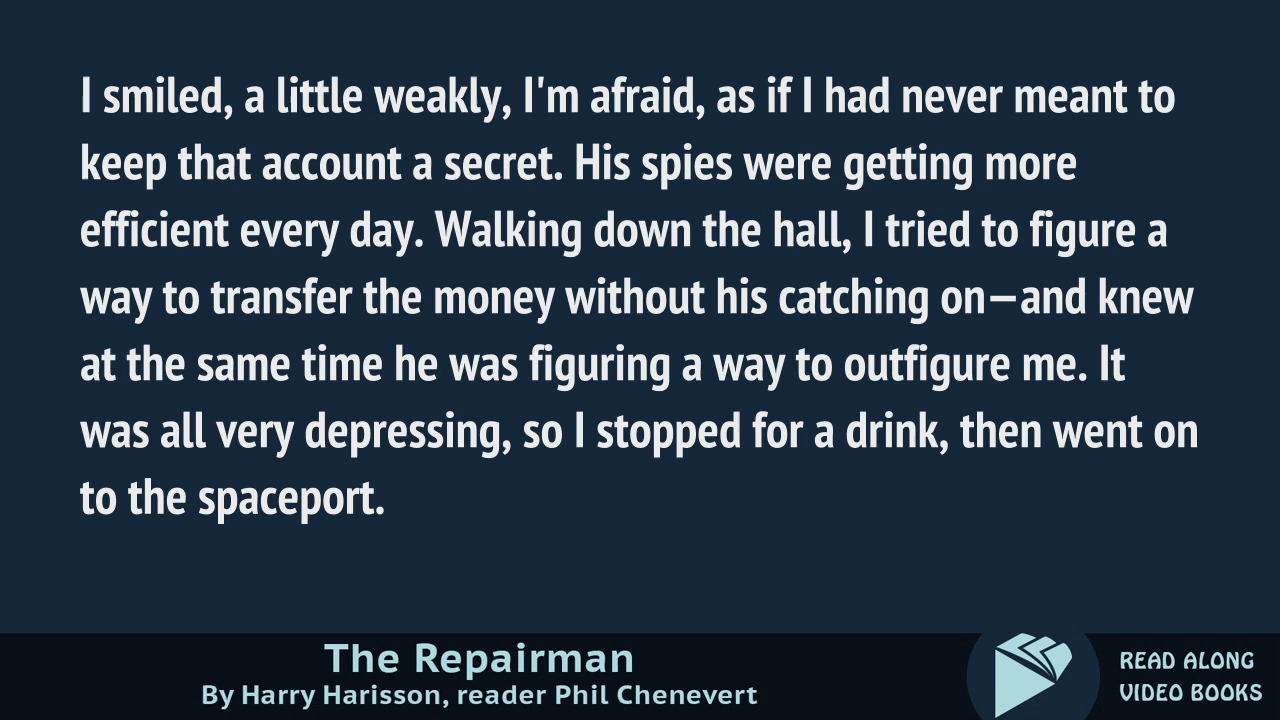 I smiled, a little weakly, I'm afraid, as if I had never meant to
keep that account a secret. His spies were getting more
efficient every day. Walking down the hall, I tried to figure a
way to transfer the money without his catching on—and knew
at the same time he was figuring a way to outfigure me. It
was all very depressing, so I stopped for a drink, then went on
to the spaceport.
The Repairman
By Harry Harisson, reader Phil Chenevert
READ ALONG
VIDEO BOOKS